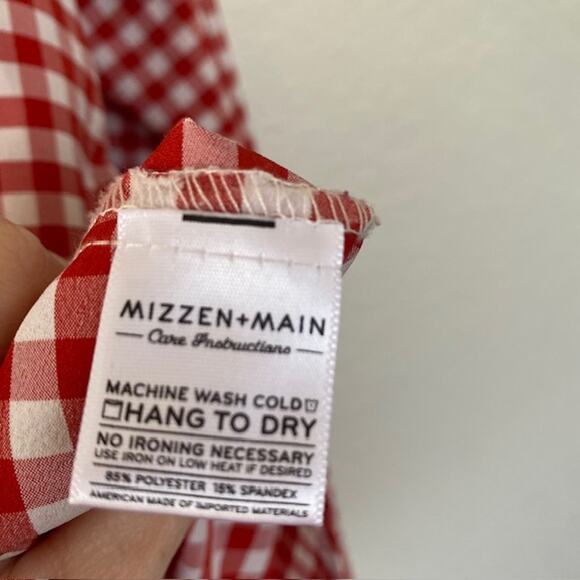 MIZZEN+MAIN
Care Instructions
MACHINE WASH COLD
HANG TO DRY
NO IRONING NECESSARY
USE IRON ON LOW HEAT IF DESIRED
85% POLYESTER 15% SPANDEX
AMERICAN MADE OF IMPORTED MATERIALS